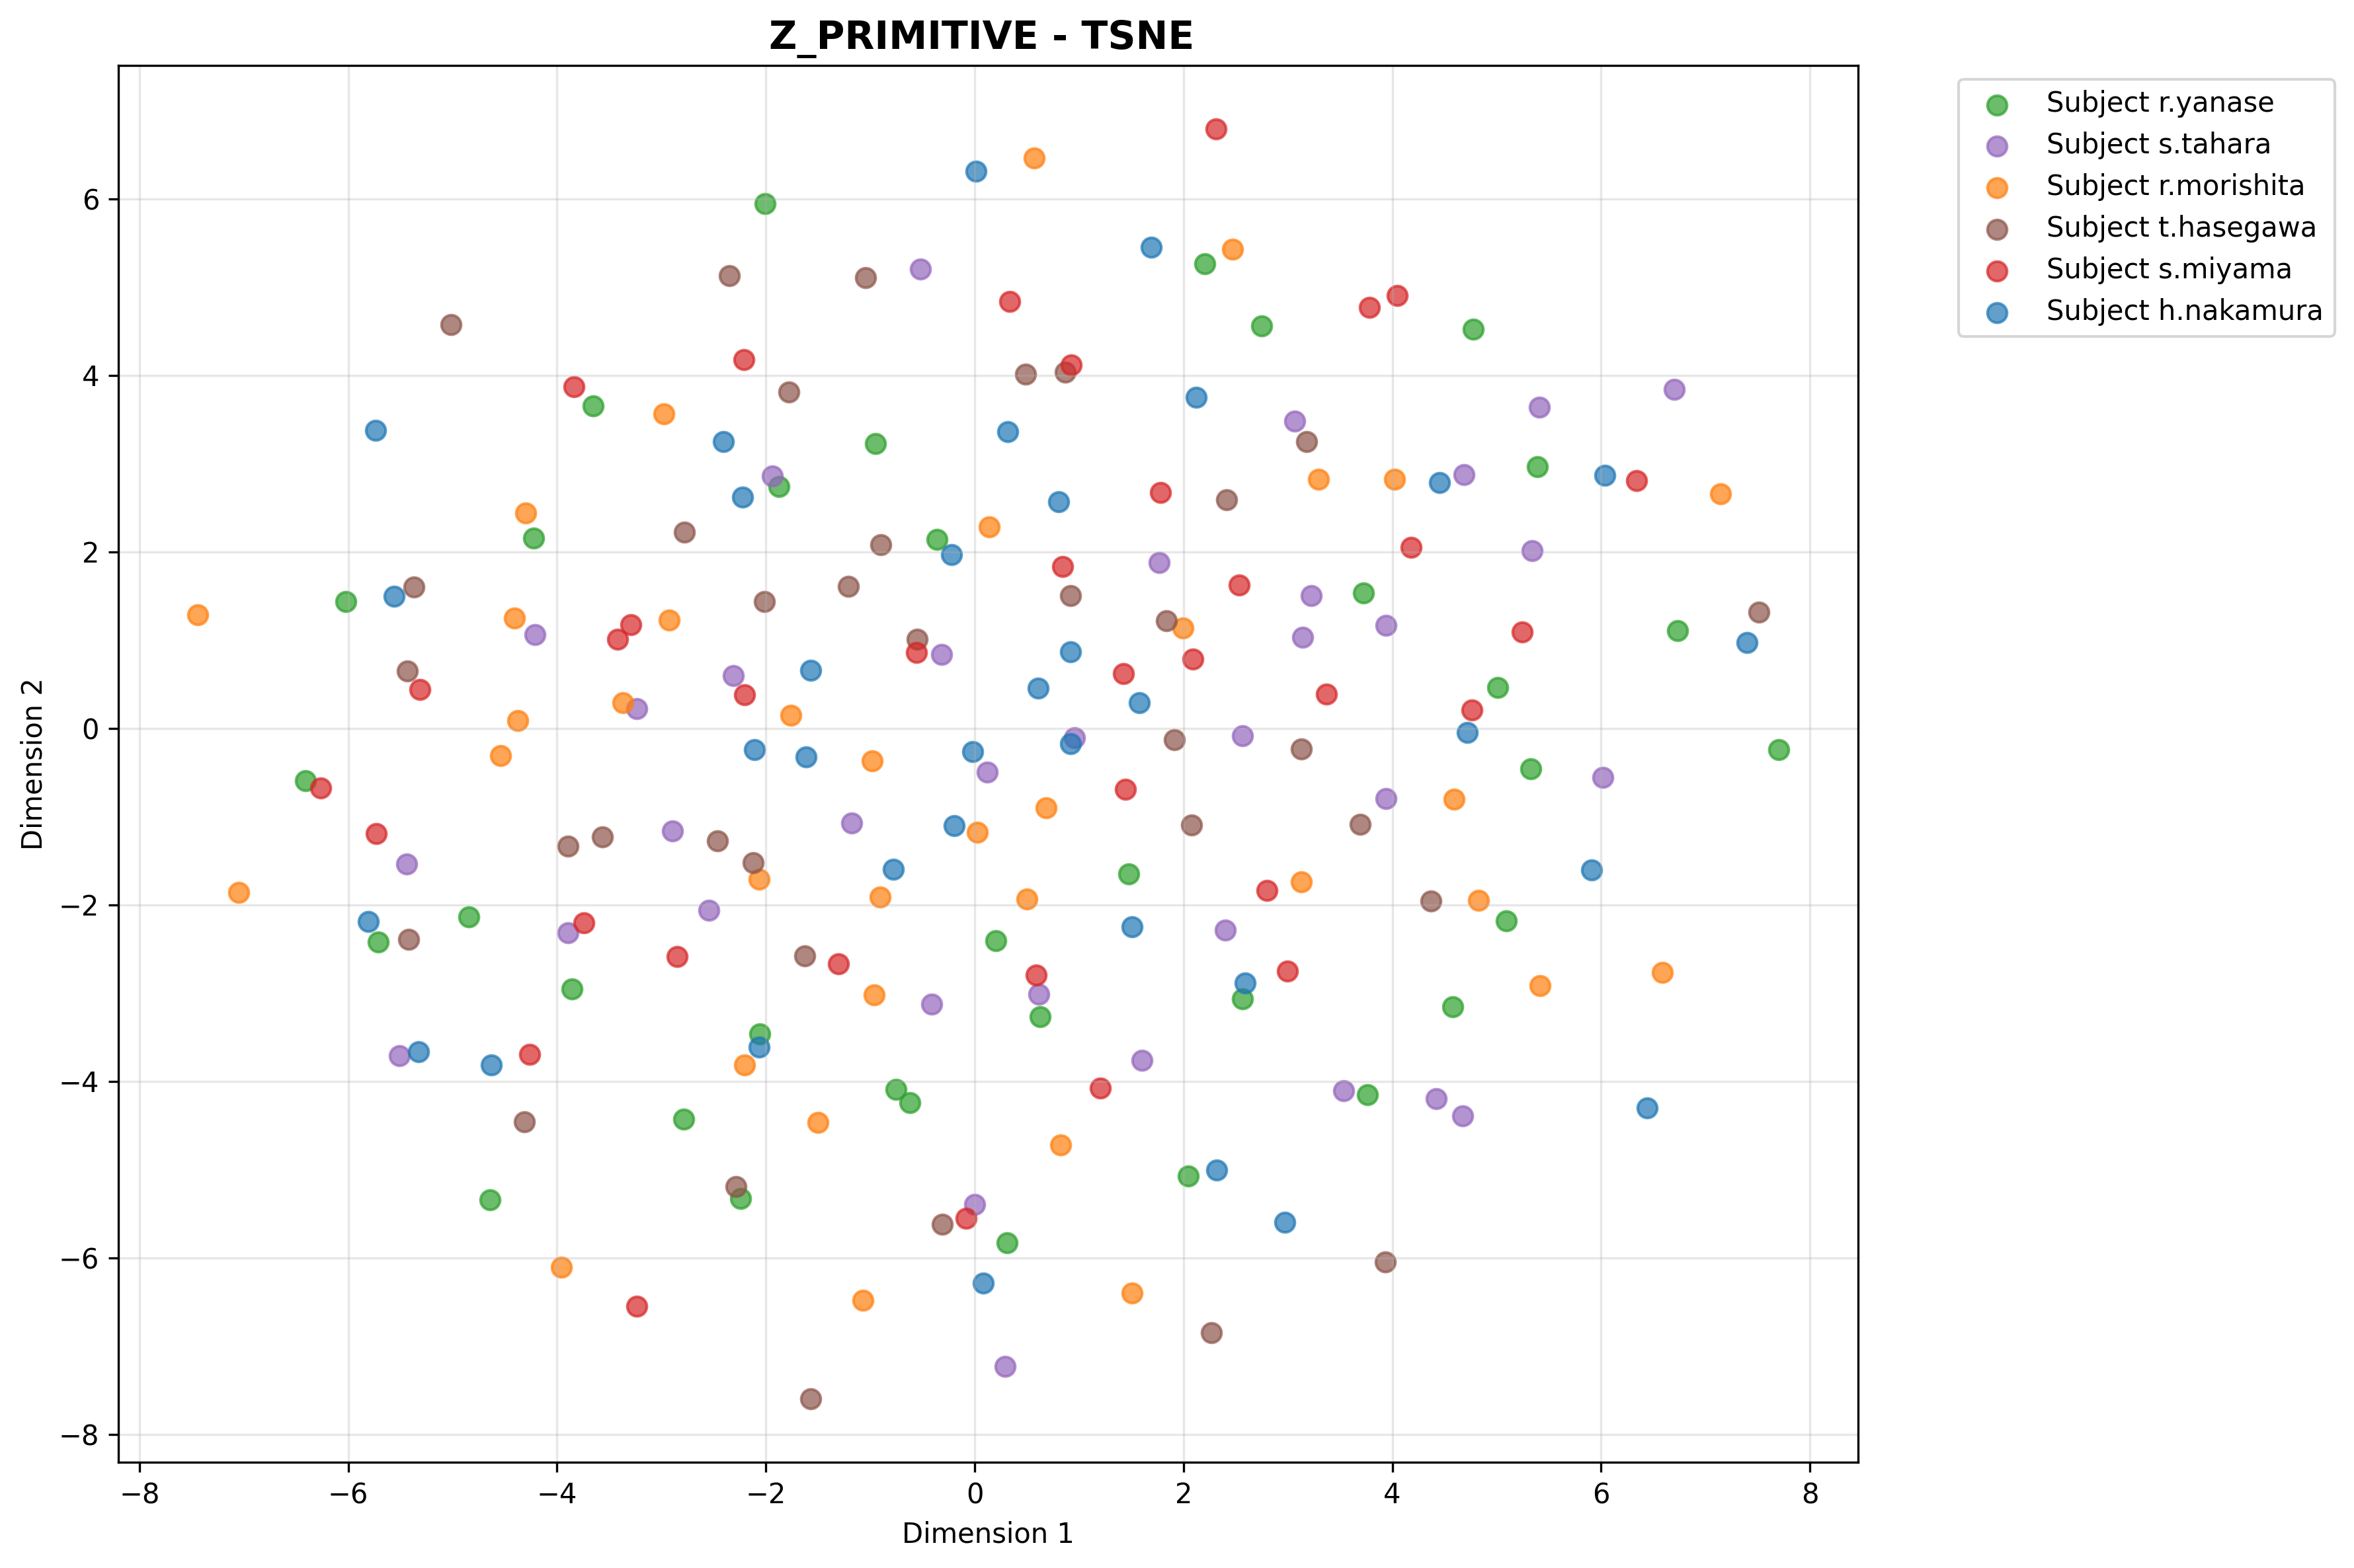 Z_PRIMITIVE - TSNE
Subject r.yanase
Subject s.tahara
Subject r.morishita
Subject t.hasegawa
Subject s.miyama
Subject h.nakamura
Dimension 2
6
4
2
0
−2
−4
−6
−8
−8 −6 −4 −2 0 2 4 6 8
Dimension 1